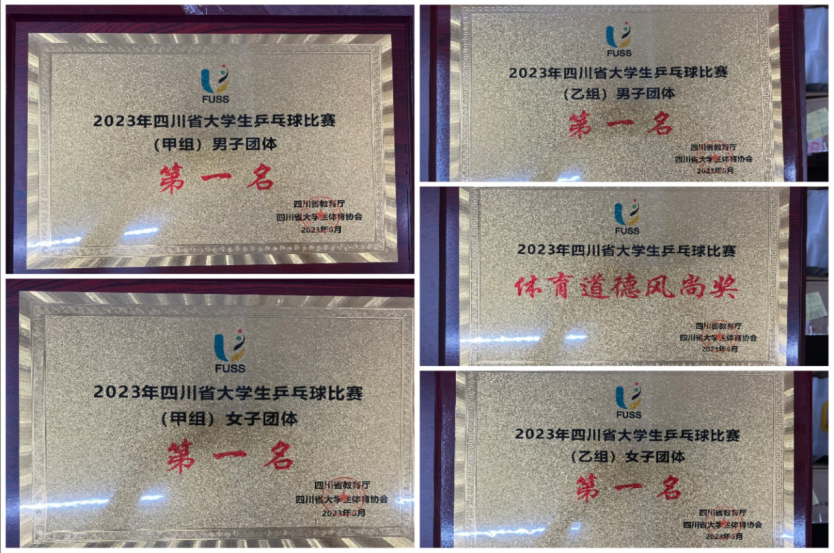 FUSS
2023年四川省大学生乒乓球比赛
（甲组）男子团体
第一名
四川省教育厅
四川省大学生体育协会
2023年6月
FUSS
2023年四川省大学生乒乓球比赛
（甲组）女子团体
第一名
四川省教育厅
四川省大学生体育协会
2023年6月
FUSS
2023年四川省大学生乒乓球比赛
（乙组）男子团体
第一名
四川省教育厅
四川省大学生体育协会
2023年6月
FUSS
2023年四川省大学生乒乓球比赛
体育道德风尚奖
四川省教育厅
四川省大学生体育协会
2023年6月
FUSS
2023年四川省大学生乒乓球比赛
（乙组）女子团体
第一名
四川省教育厅
四川省大学生体育协会
2023年6月